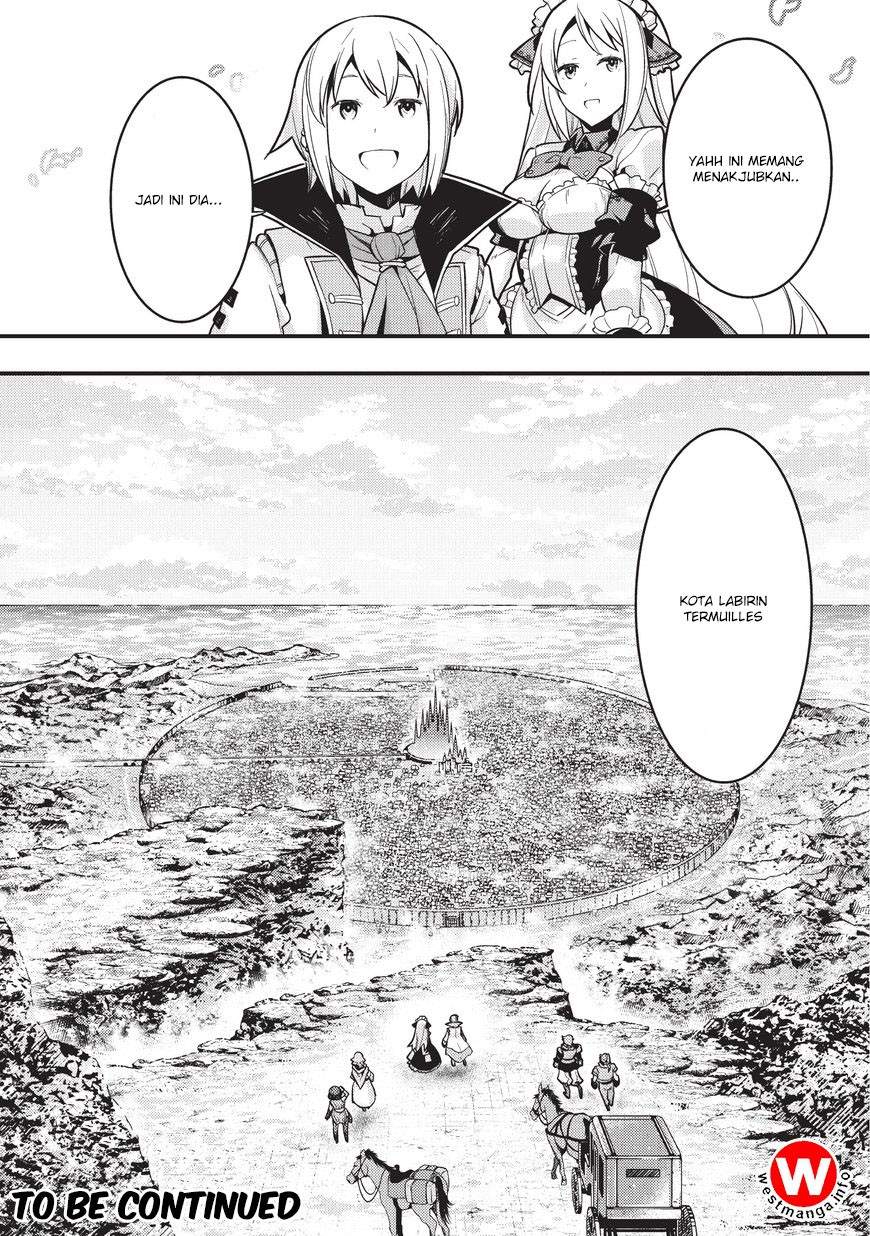 YAHH INI MEMANG
MENAKJUBKAN..
JADI INI DIA...
KOTA LABIRIN
TERMUILLES
TO BE CONTINUED
W
westmanga.info